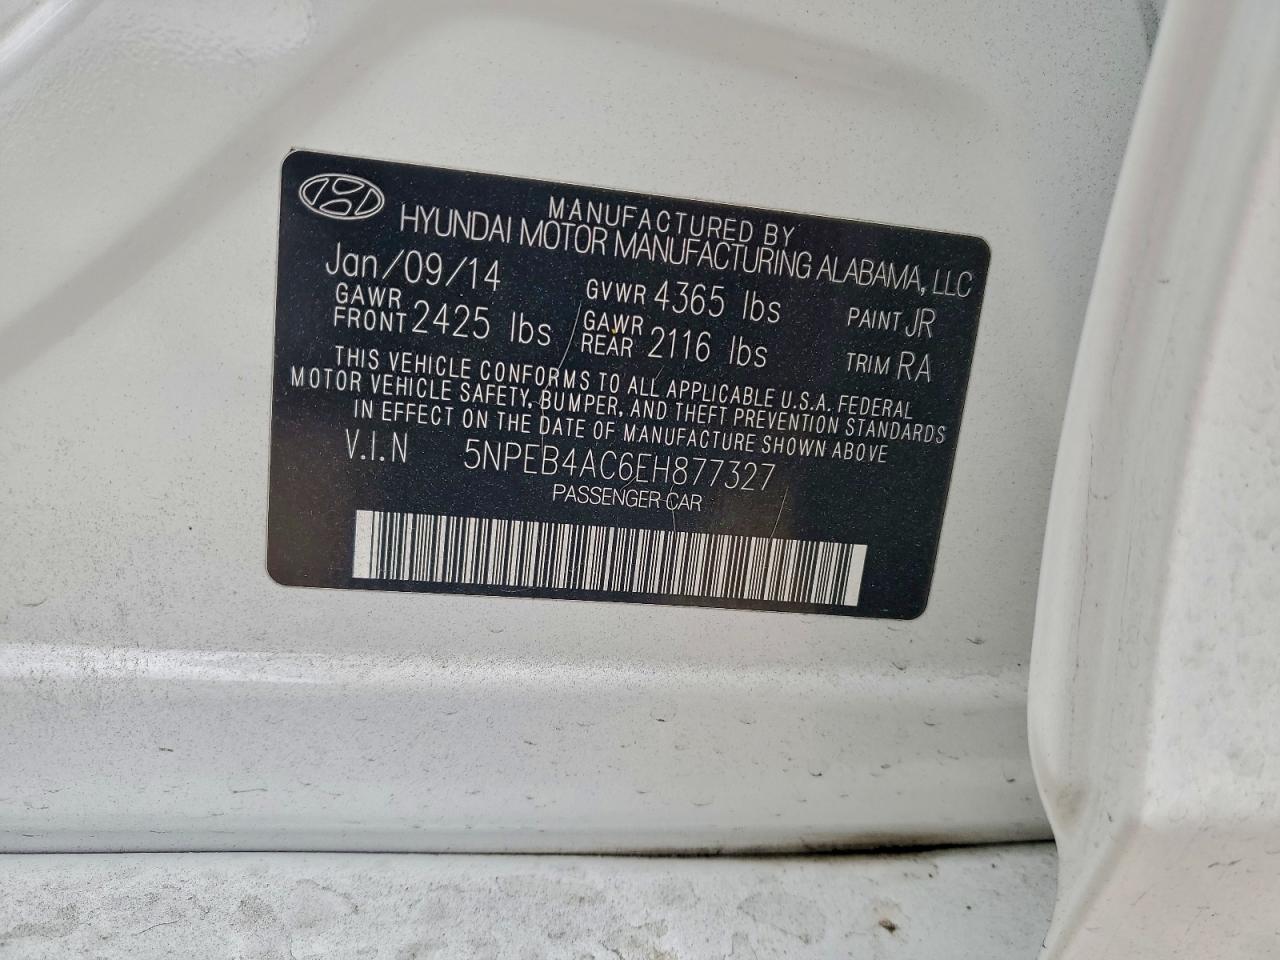 MANUFACTURED BY
HYUNDAI MOTOR MANUFACTURING ALABAMA, LLC
Jan/09/14 GVWR 4365 lbs PAINT JR
GAWR FRONT 2425 lbs GAWR REAR 2116 lbs TRIM RA
THIS VEHICLE CONFORMS TO ALL APPLICABLE U.S.A. FEDERAL
MOTOR VEHICLE SAFETY, BUMPER, AND THEFT PREVENTION STANDARDS
IN EFFECT ON THE DATE OF MANUFACTURE SHOWN ABOVE
V.I.N 5NPEB4AC6EH877327
PASSENGER CAR